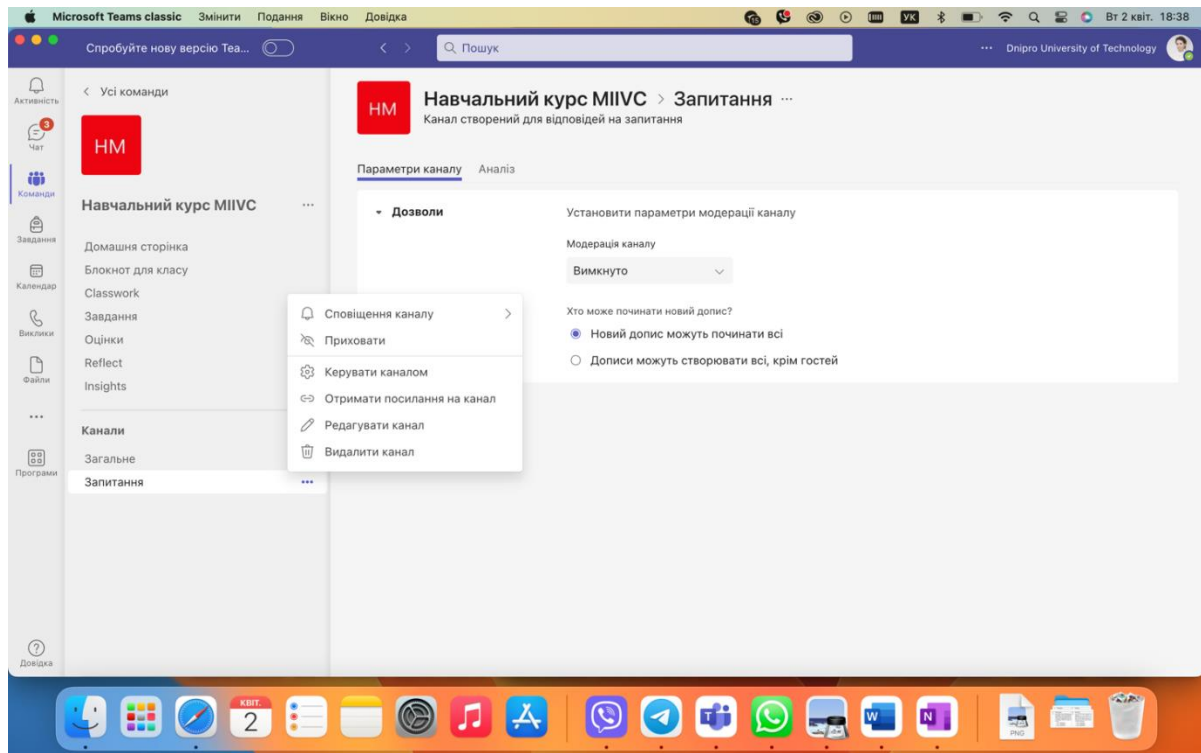 Microsoft Teams classic Змінити Подання Вікно Довідка УК Вт 2 квіт. 18:38
Спробуйте нову версію Tea... Пошук ... Dnipro University of Technology
Активність
3
Чат
Команди
Завдання
Календар
Виклики
Файли
...
Програми
Довідка
Усі команди
НМ
Навчальний курс MIIVC ...
Домашня сторінка
Блокнот для класу
Classwork
Завдання
Оцінки
Reflect
Insights
Канали
Загальне
Запитання ...
Сповіщення каналу
Приховати
Керувати каналом
Отримати посилання на канал
Редагувати канал
Видалити канал
НМ
Навчальний курс MIIVC > Запитання ...
Канал створений для відповідей на запитання
Параметри каналу Аналіз
Дозволи
Установити параметри модерації каналу
Модерація каналу
Вимкнуто
Хто може починати новий допис?
Новий допис можуть починати всі
Дописи можуть створювати всі, крім гостей
КВІТ.
2
W
N
PNG